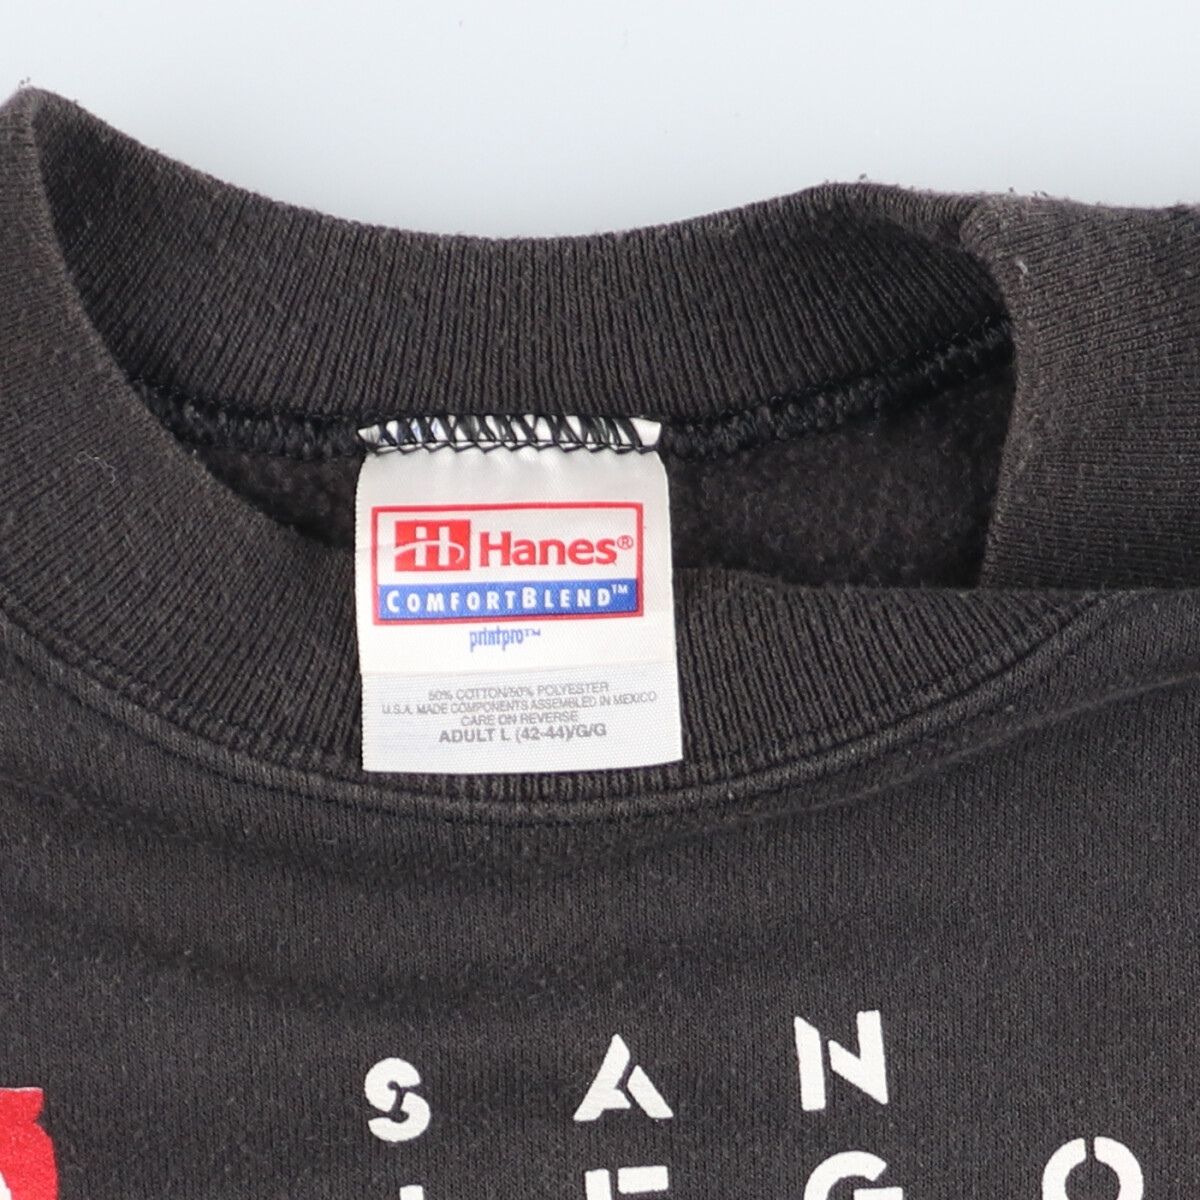 Hanes®
COMFORTBLEND™
printpro™
50% COTTON/50% POLYESTER
U.S.A. MADE COMPONENTS ASSEMBLED IN MEXICO
CARE ON REVERSE
ADULT L (42-44)/G/G
SAN
IEGO